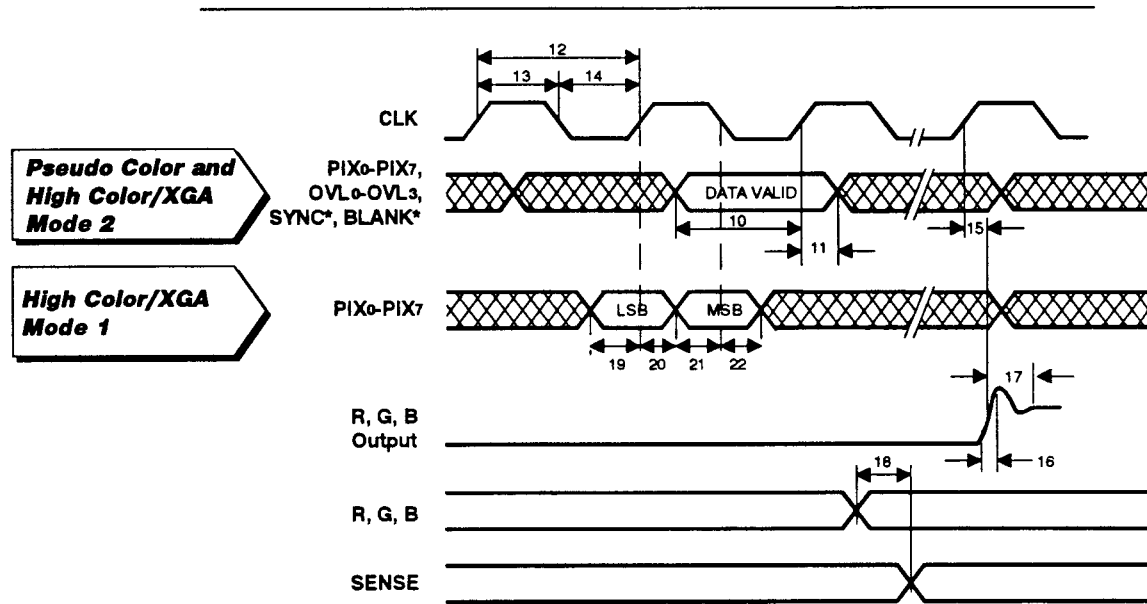 12
13
14
CLK
Pseudo Color and
High Color/XGA
Mode 2
PIX0-PIX7,
OVL0-OVL3,
SYNC*, BLANK*
DATA VALID
10
11
15
High Color/XGA
Mode 1
PIX0-PIX7
LSB
MSB
19
20
21
22
17
R, G, B
Output
16
18
R, G, B
SENSE